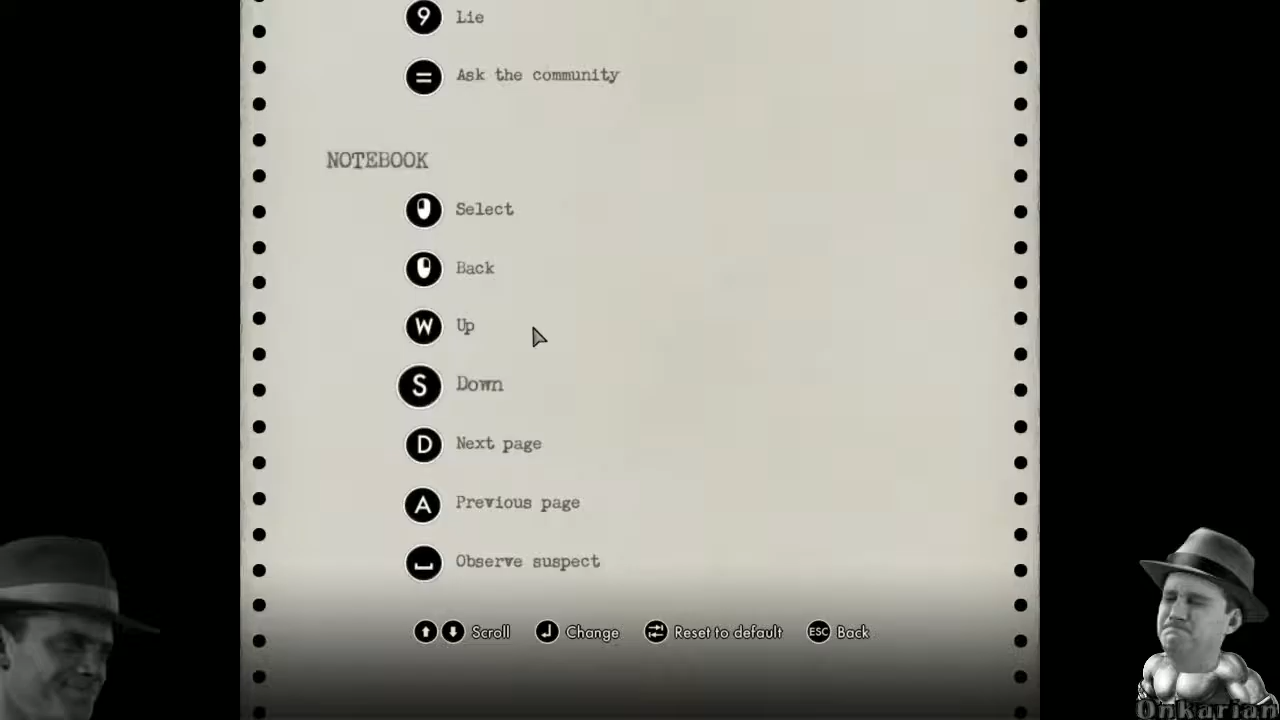 9 Lie
= Ask the community
NOTEBOOK
Select
Back
W Up
S Down
D Next page
A Previous page
Observe suspect
Scroll Change Reset to default ESC Back
Onkarian